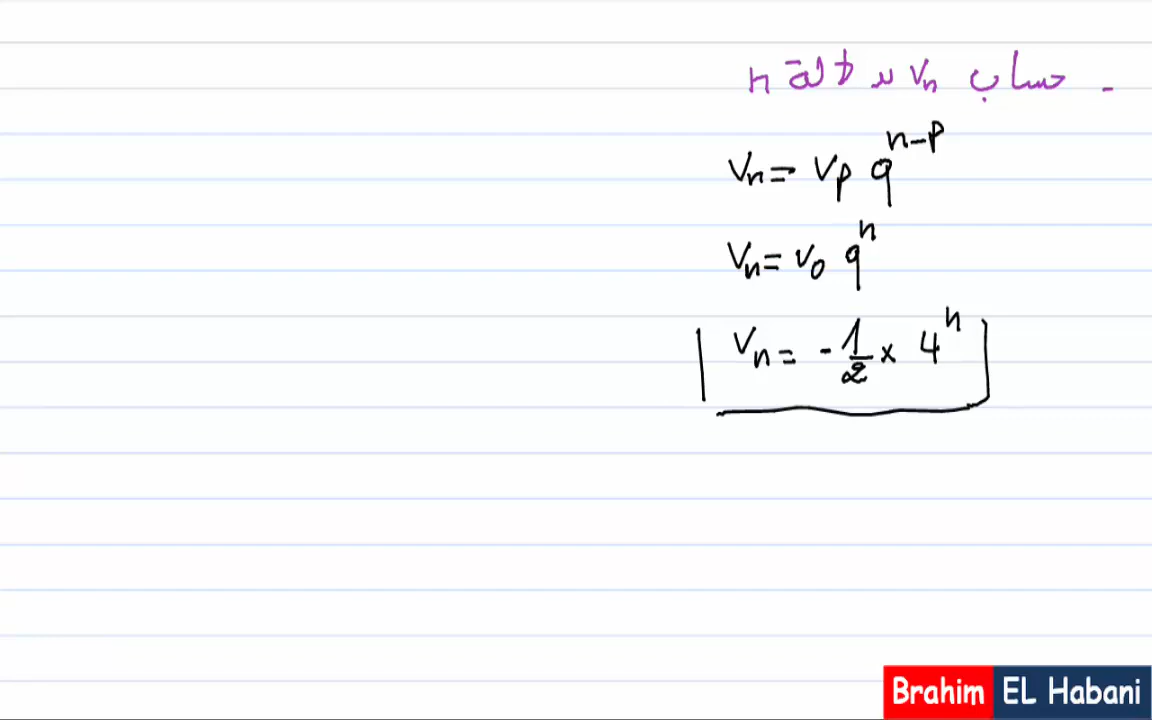 - حساب Vn بدلالة n
Vn = Vp q^(n-p)
Vn = V0 q^n
Vn = -1/2 × 4^n
Brahim EL Habani